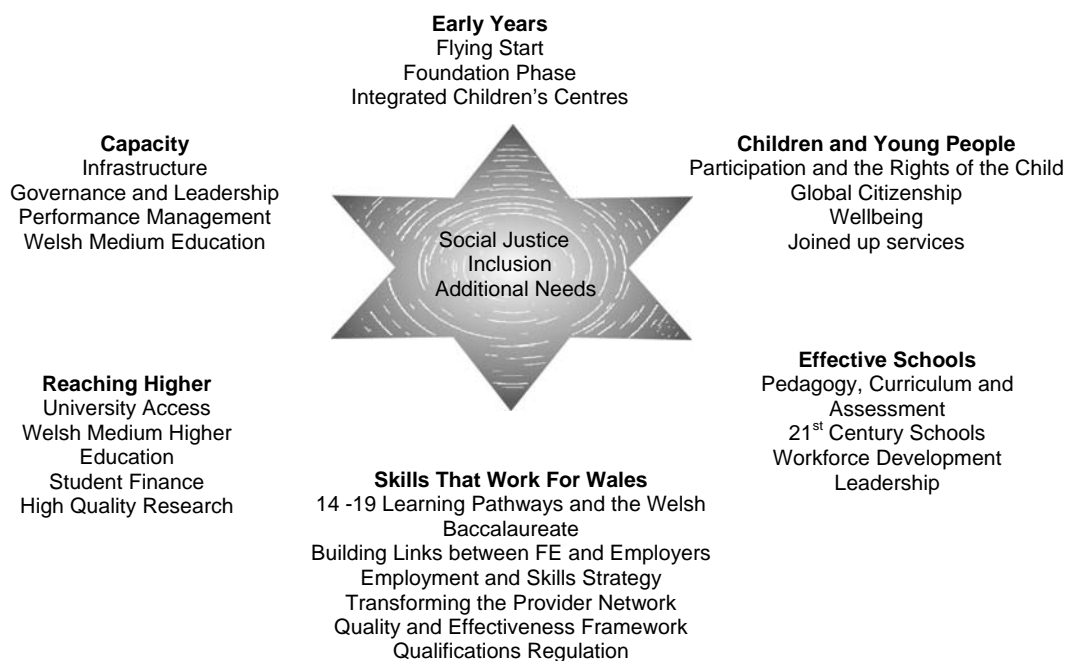 Early Years
Flying Start
Foundation Phase
Integrated Children's Centres
Capacity
Infrastructure
Governance and Leadership
Performance Management
Welsh Medium Education
Children and Young People
Participation and the Rights of the Child
Global Citizenship
Wellbeing
Joined up services
Social Justice
Inclusion
Additional Needs
Reaching Higher
University Access
Welsh Medium Higher
Education
Student Finance
High Quality Research
Effective Schools
Pedagogy, Curriculum and
Assessment
21st Century Schools
Workforce Development
Leadership
Skills That Work For Wales
14 -19 Learning Pathways and the Welsh
Baccalaureate
Building Links between FE and Employers
Employment and Skills Strategy
Transforming the Provider Network
Quality and Effectiveness Framework
Qualifications Regulation